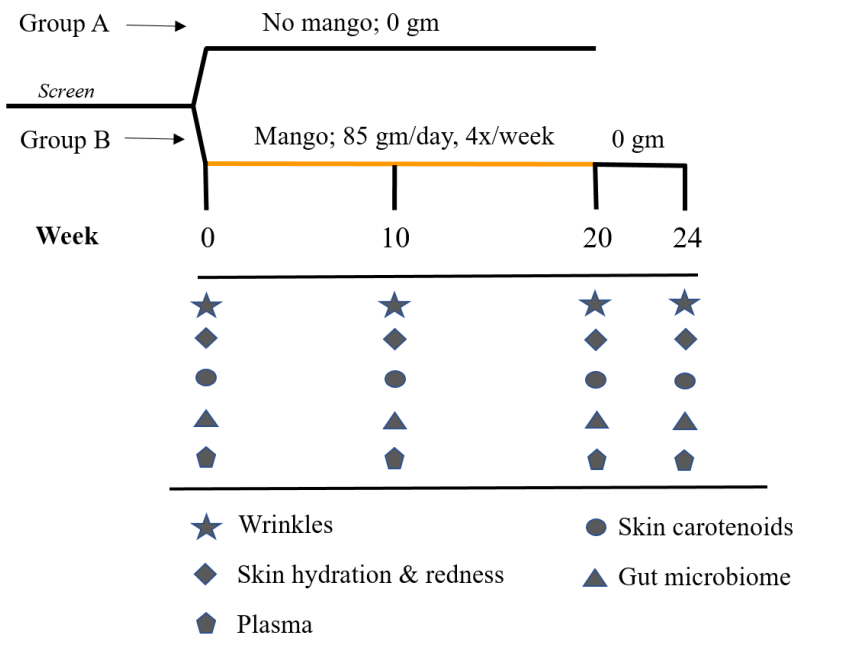 Group A
No mango; 0 gm
Screen
Group B
Mango; 85 gm/day, 4x/week
0 gm
Week
0
10
20
24
Wrinkles
Skin carotenoids
Skin hydration & redness
Gut microbiome
Plasma